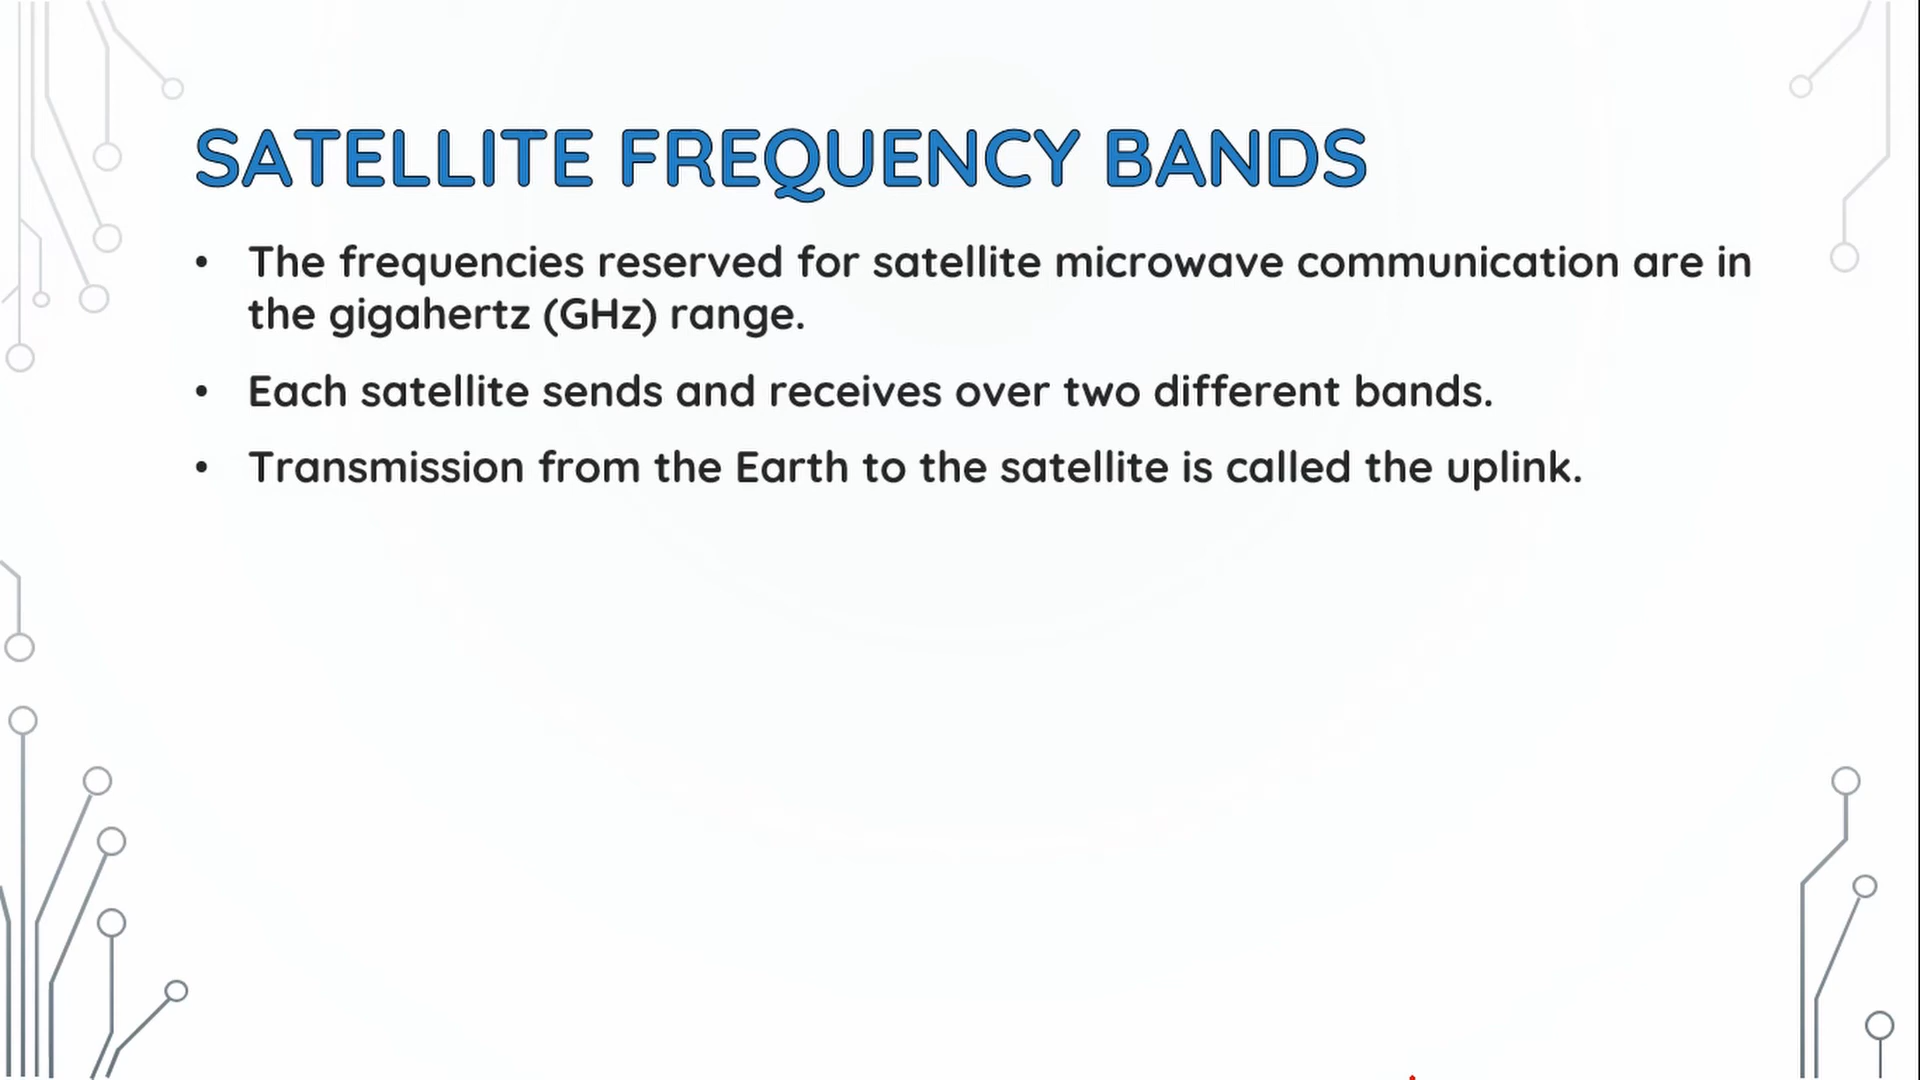 SATELLITE FREQUENCY BANDS
• The frequencies reserved for satellite microwave communication are in
the gigahertz (GHz) range.
• Each satellite sends and receives over two different bands.
• Transmission from the Earth to the satellite is called the uplink.